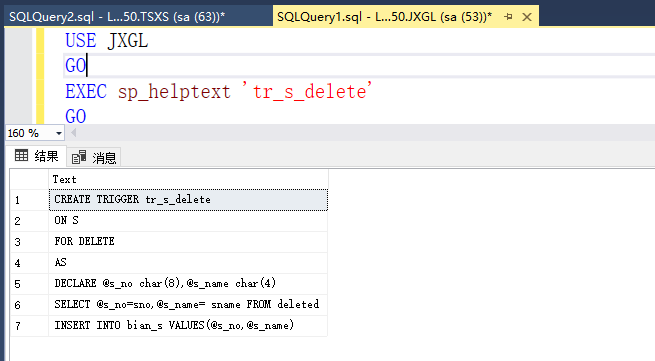 SQLQuery2.sql - L...50.TSXS (sa (63))*
SQLQuery1.sql - L...50.JXGL (sa (53))*
USE JXGL
GO
EXEC sp_helptext 'tr_s_delete'
GO
160 %
结果
消息
Text
1 CREATE TRIGGER tr_s_delete
2 ON S
3 FOR DELETE
4 AS
5 DECLARE @s_no char(8),@s_name char(4)
6 SELECT @s_no=sno,@s_name= sname FROM deleted
7 INSERT INTO bian_s VALUES(@s_no,@s_name)